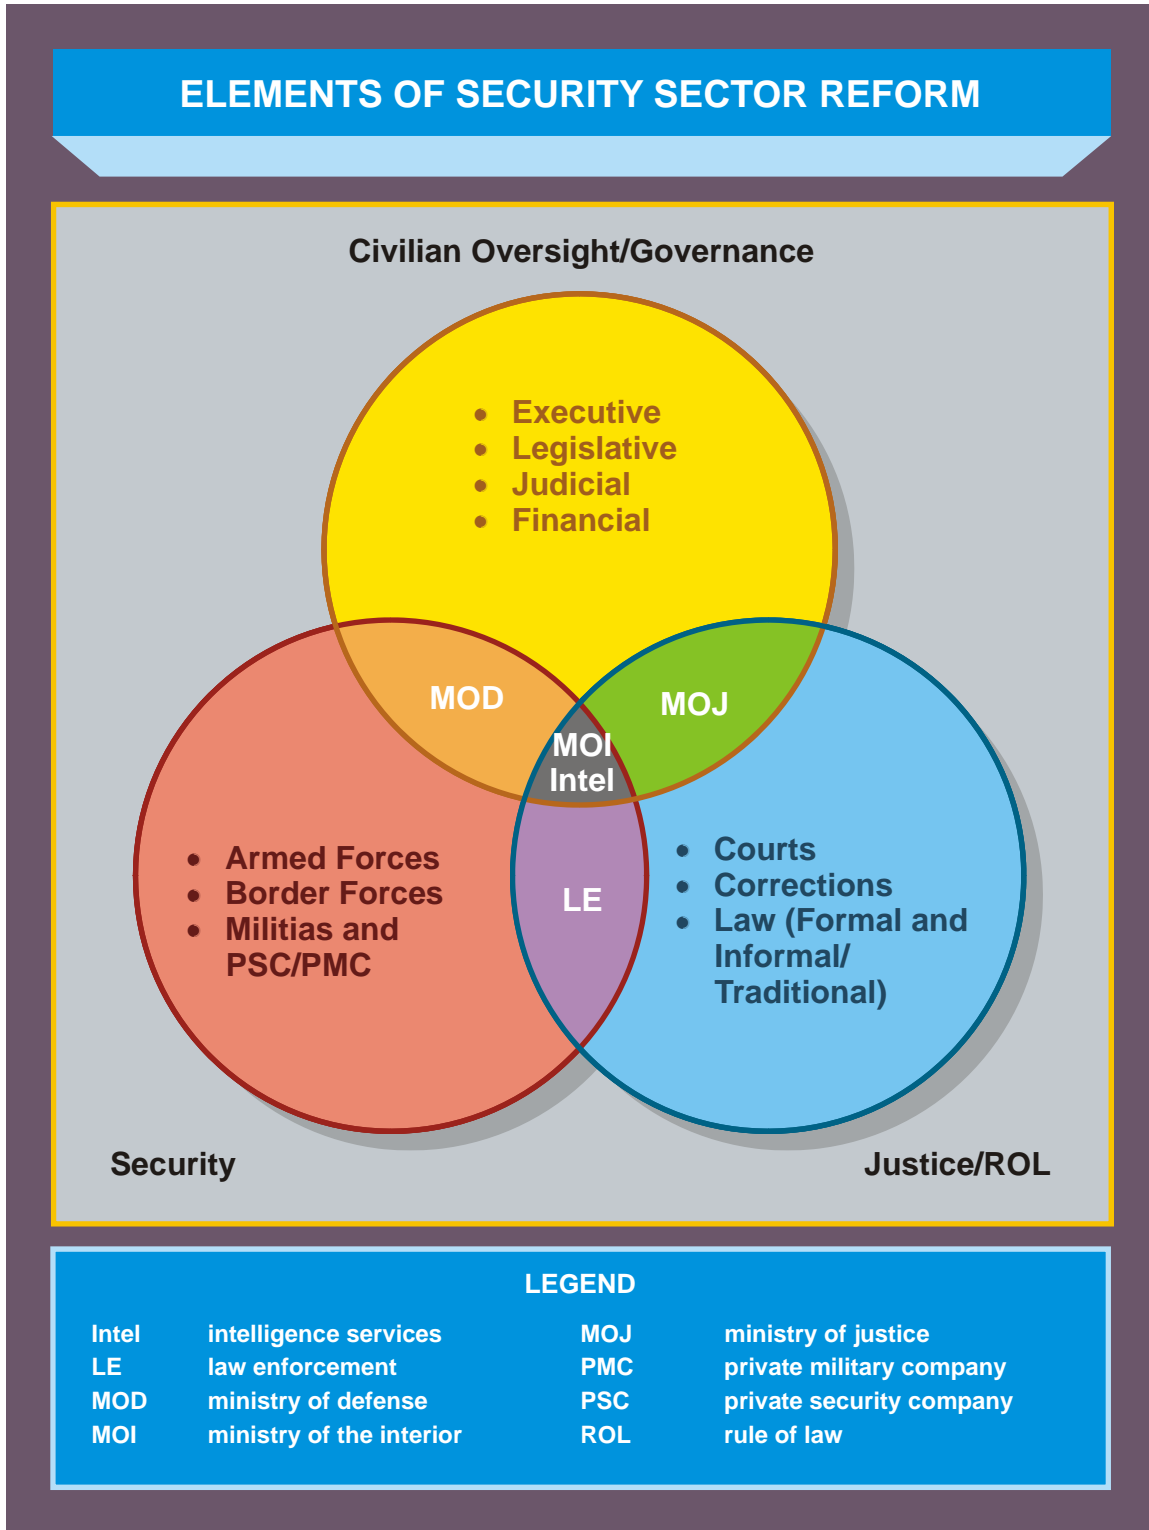 ELEMENTS OF SECURITY SECTOR REFORM
Civilian Oversight/Governance
• Executive
• Legislative
• Judicial
• Financial
MOD
MOJ
MOI
Intel
LE
• Armed Forces
• Border Forces
• Militias and
PSC/PMC
• Courts
• Corrections
• Law (Formal and
Informal/
Traditional)
Security
Justice/ROL
LEGEND
Intel intelligence services
LE law enforcement
MOD ministry of defense
MOI ministry of the interior
MOJ ministry of justice
PMC private military company
PSC private security company
ROL rule of law